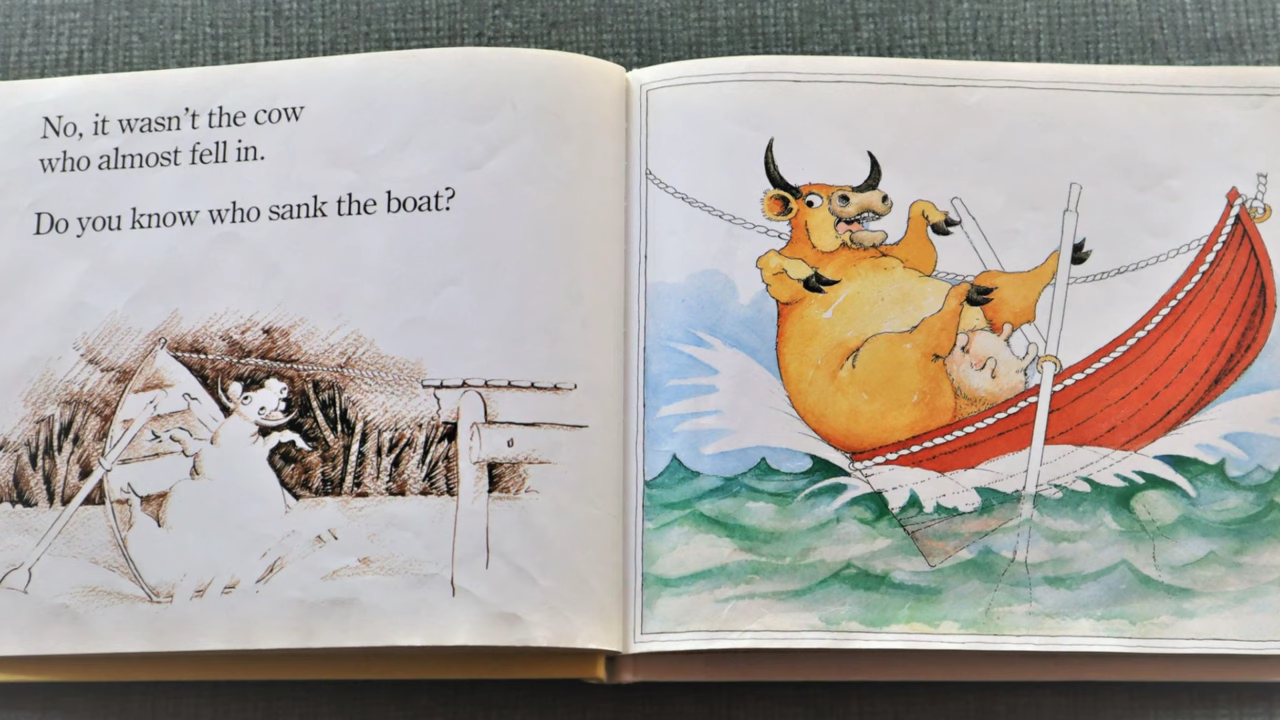 No, it wasn't the cow
who almost fell in.
Do you know who sank the boat?